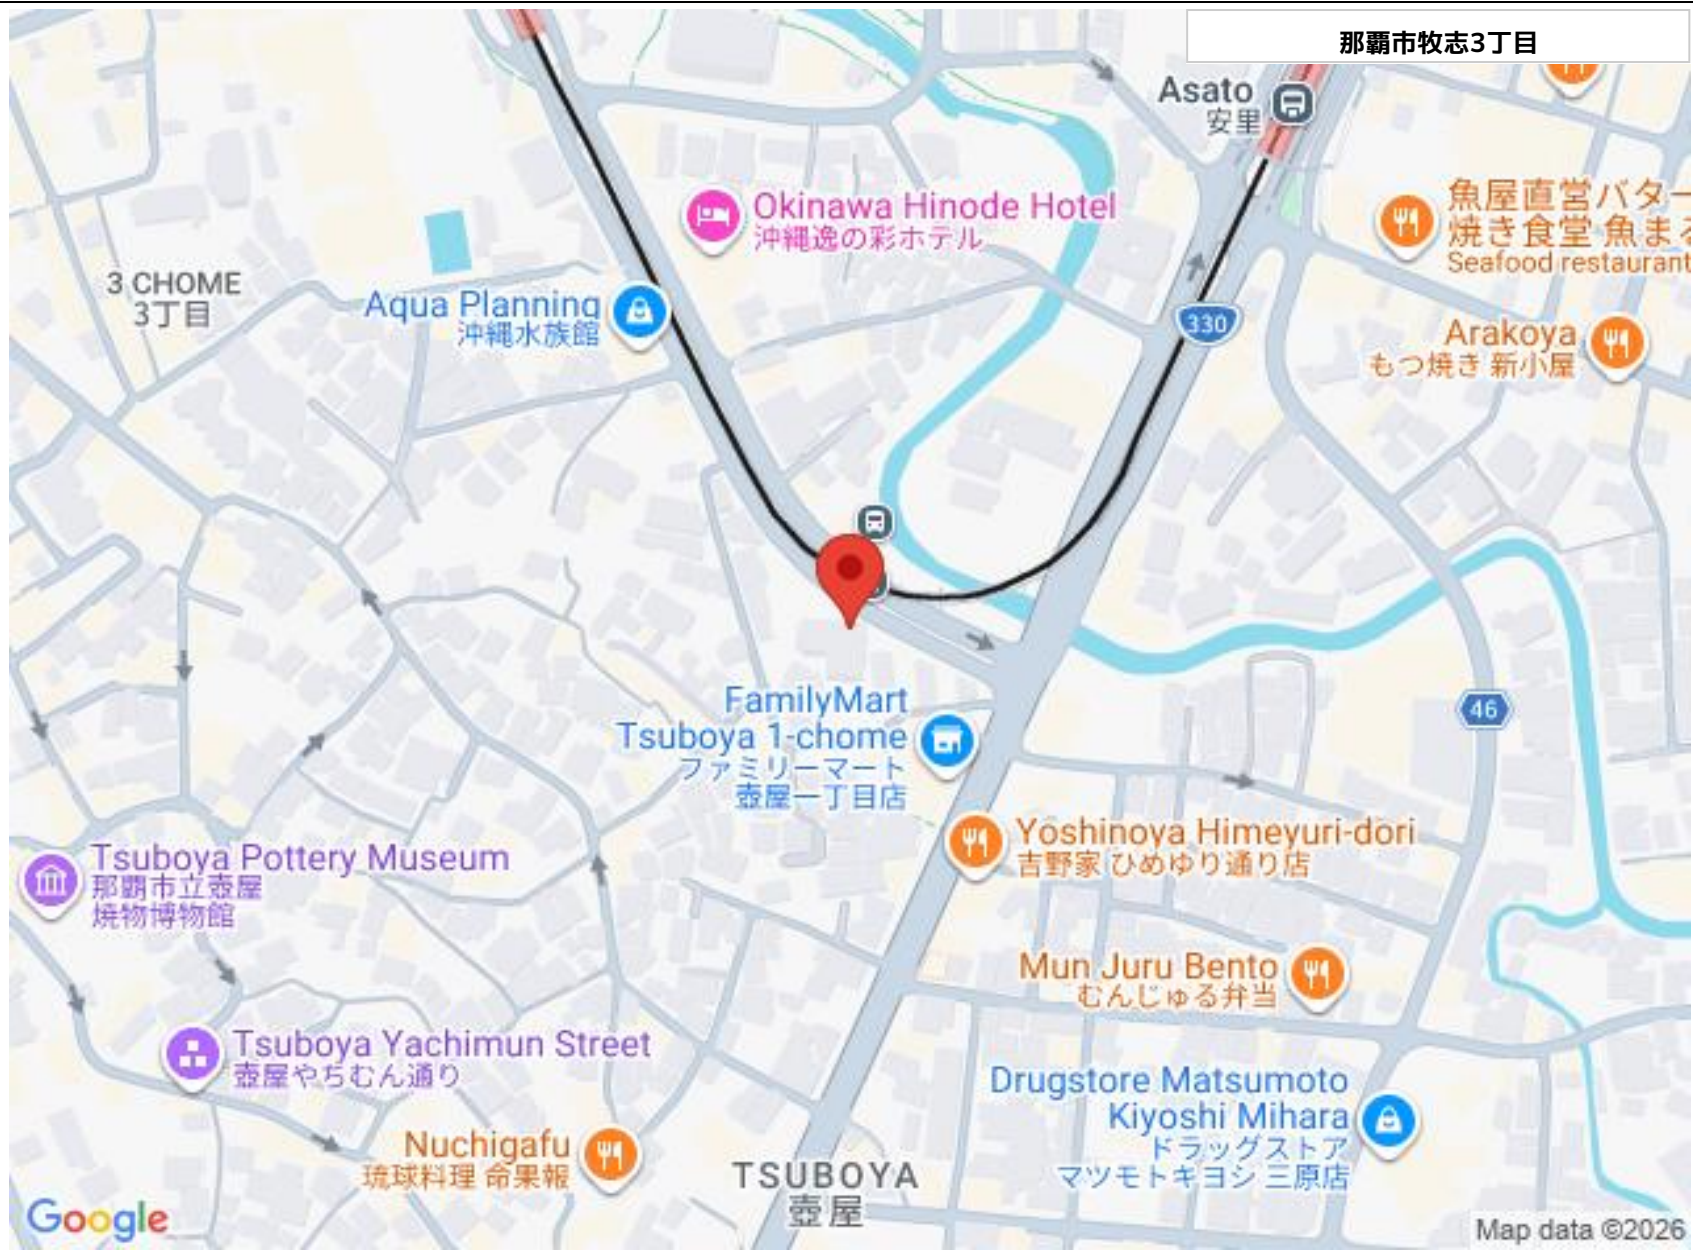 那覇市牧志3丁目
Asato
安里
Okinawa Hinode Hotel
沖縄逸の彩ホテル
魚屋直営バター
焼き食堂 魚まる
Seafood restaurant
3 CHOME
3丁目
Aqua Planning
沖縄水族館
330
Arakoya
もつ焼き 新小屋
FamilyMart
Tsuboya 1-chome
ファミリーマート
壺屋一丁目店
46
Yoshinoya Himeyuri-dori
吉野家 ひめゆり通り店
Tsuboya Pottery Museum
那覇市立壺屋
焼物博物館
Mun Juru Bento
むんじゅる弁当
Tsuboya Yachimun Street
壺屋やちむん通り
Drugstore Matsumoto
Kiyoshi Mihara
ドラッグストア
マツモトキヨシ 三原店
Nuchigafu
琉球料理 命果報
TSUBOYA
壺屋
Google
Map data ©2026